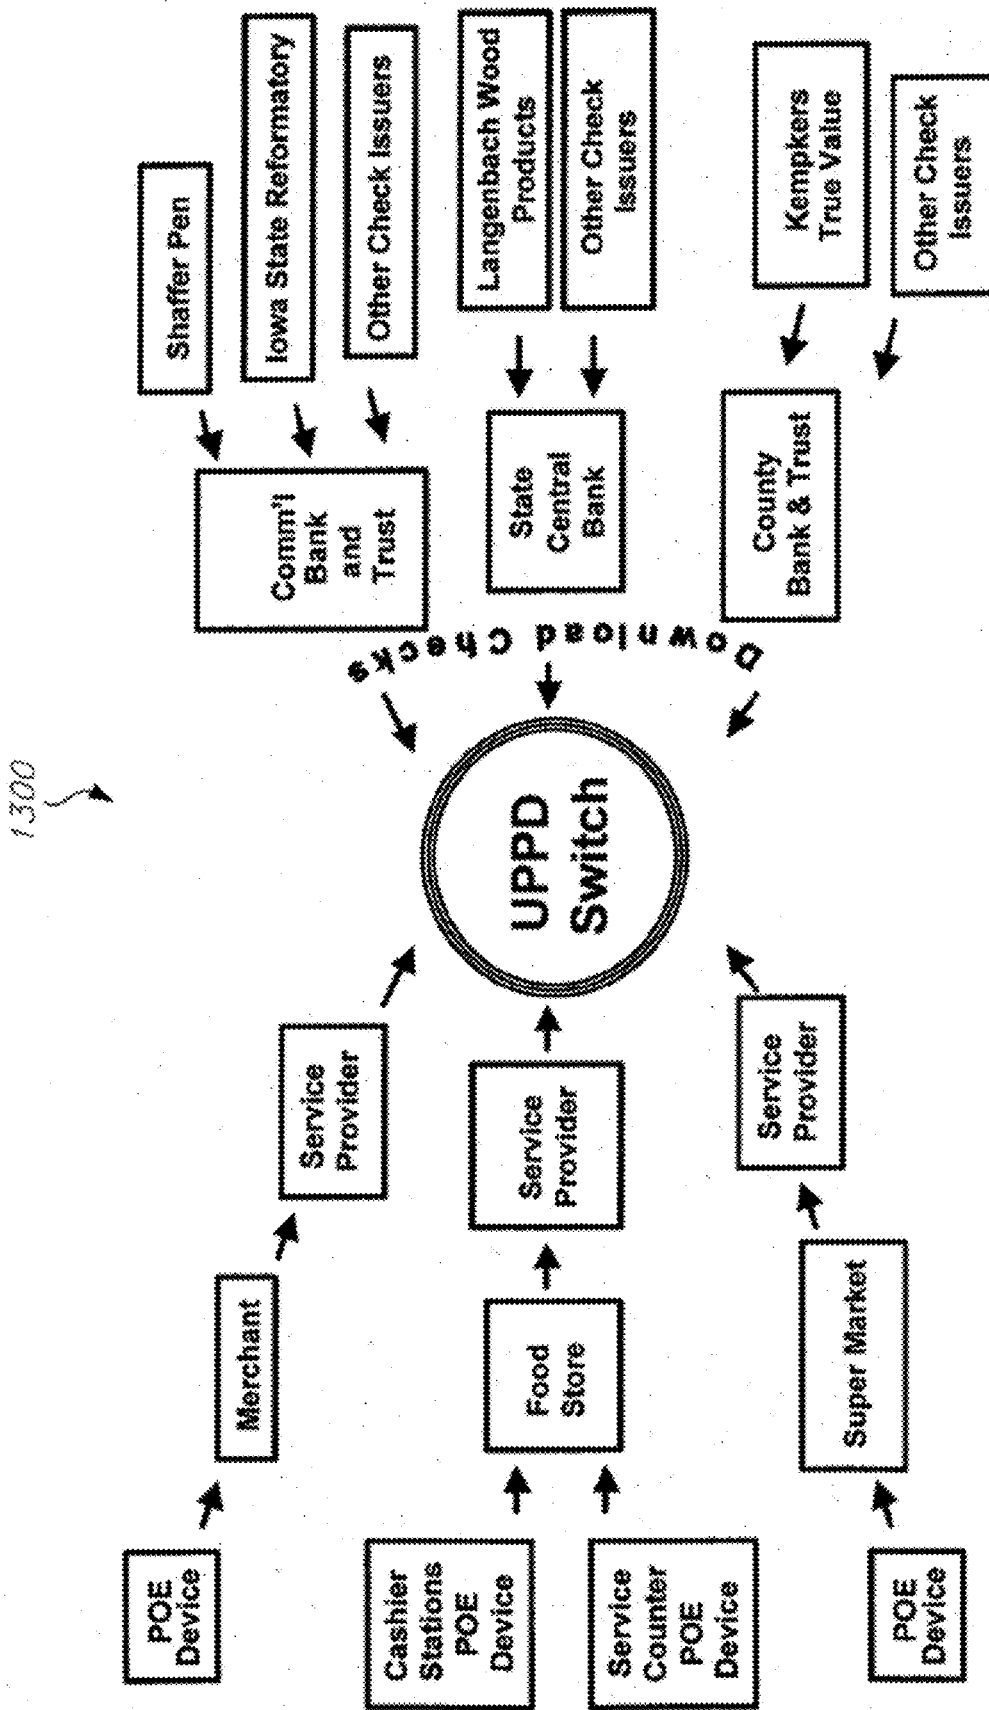 1300
POE
Device
Merchant
Service
Provider
Cashier
Stations
POE
Device
Service
Counter
POE
Device
Food
Store
Service
Provider
POE
Device
Super Market
Service
Provider
UPPD
Switch
Download Checks
Comm'l
Bank
and
Trust
Shaffer Pen
Iowa State Reformatory
Other Check Issuers
State
Central
Bank
Langenbach Wood
Products
Other Check
Issuers
County
Bank & Trust
Kempkers
True Value
Other Check
Issuers